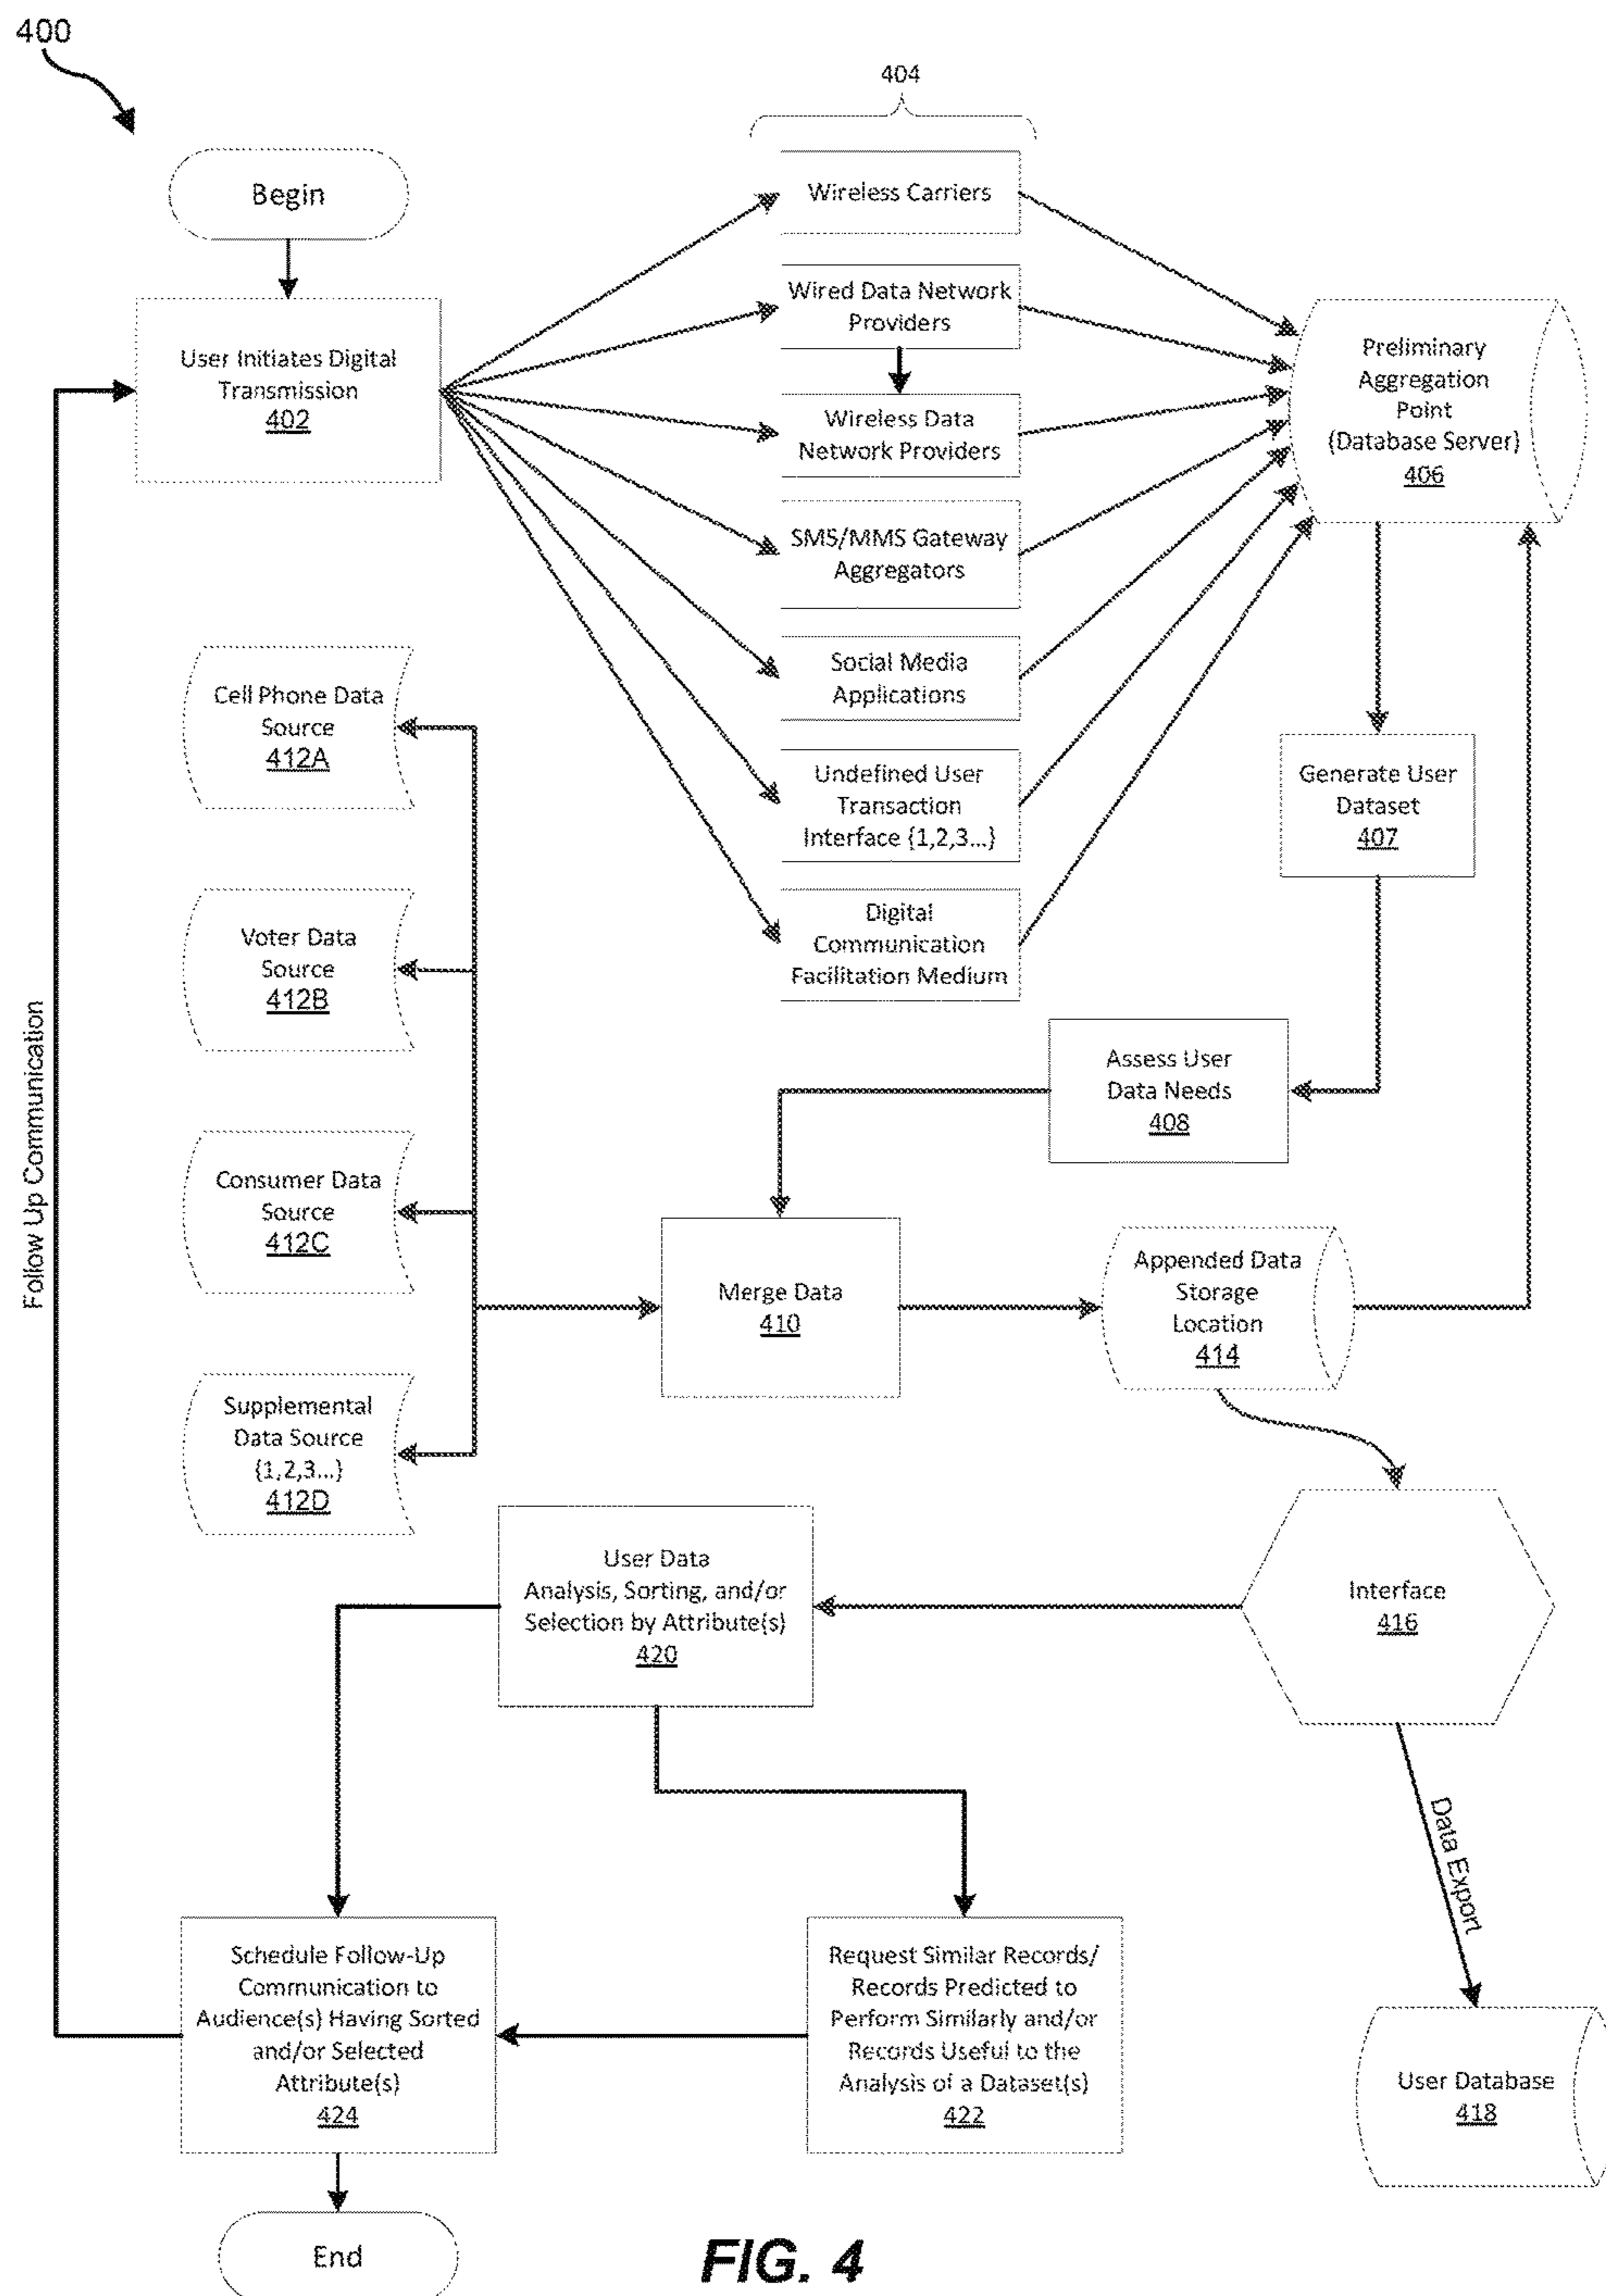 400
404
Begin
Wireless Carriers
Wired Data Network
Providers
User Initiates Digital
Transmission
402
Preliminary
Aggregation
Point
(Database Server)
406
Wireless Data
Network Providers
SMS/MMS Gateway
Aggregators
Social Media
Applications
Cell Phone Data
Source
412A
Undefined User
Transaction
Interface {1,2,3...}
Generate User
Dataset
407
Voter Data
Source
412B
Digital
Communication
Facilitation Medium
Follow Up Communication
Assess User
Data Needs
408
Consumer Data
Source
412C
Merge Data
410
Appended Data
Storage
Location
414
Supplemental
Data Source
{1,2,3...}
412D
User Data
Analysis, Sorting, and/or
Selection by Attribute(s)
420
Interface
416
Data Export
Schedule Follow-Up
Communication to
Audience(s) Having Sorted
and/or Selected
Attribute(s)
424
Request Similar Records/
Records Predicted to
Perform Similarly and/or
Records Useful to the
Analysis of a Dataset(s)
422
User Database
418
End
FIG. 4